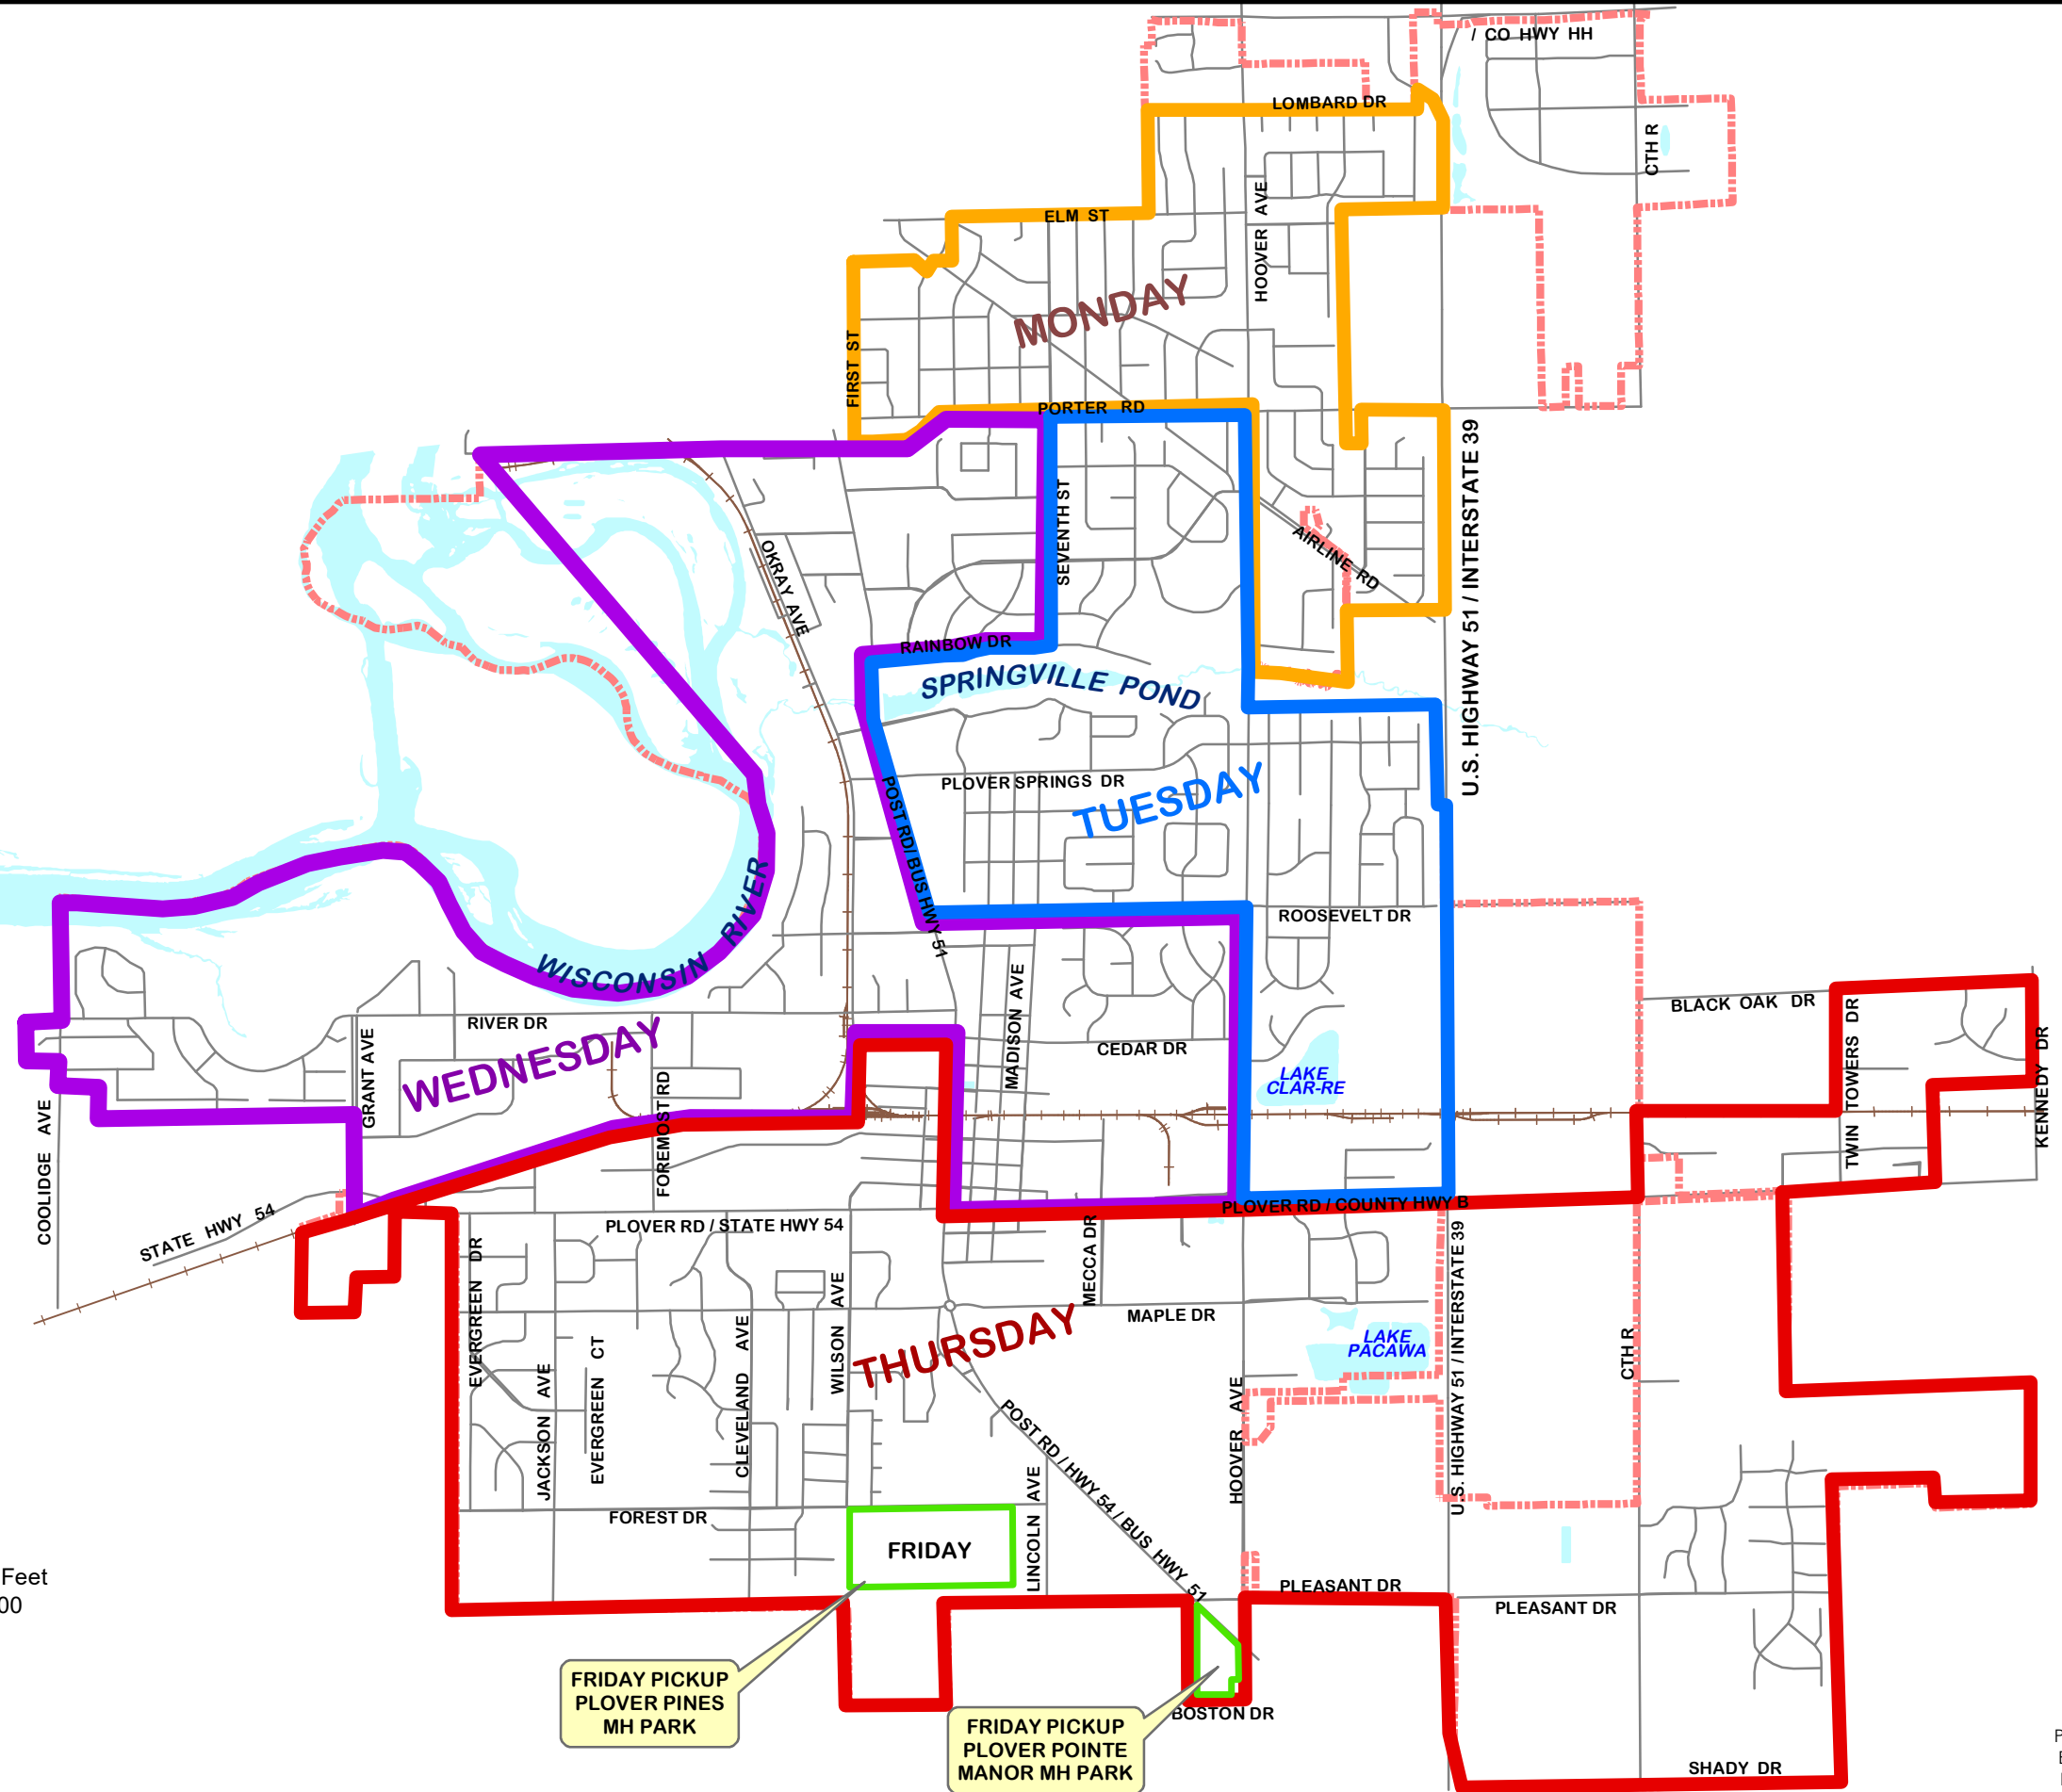 / CO HWY HH
LOMBARD DR
CTH R
ELM ST
HOOVER AVE
MONDAY
FIRST ST
PORTER RD
U.S. HIGHWAY 51 / INTERSTATE 39
SEVENTH ST
AIRLINE RD
OKRAY AVE
RAINBOW DR
SPRINGVILLE POND
PLOVER SPRINGS DR
TUESDAY
POST RD/ BUS HWY 54
WISCONSIN RIVER
ROOSEVELT DR
MADISON AVE
BLACK OAK DR
TWIN TOWERS DR
KENNEDY DR
RIVER DR
GRANT AVE
WEDNESDAY
CEDAR DR
LAKE
CLAR-RE
FOREMOST RD
COOLIDGE AVE
STATE HWY 54
PLOVER RD / STATE HWY 54
PLOVER RD / COUNTY HWY B
MECCA DR
EVERGREEN DR
WILSON AVE
MAPLE DR
THURSDAY
LAKE
PACAWA
U.S. HIGHWAY 51 / INTERSTATE 39
CTH R
JACKSON AVE
EVERGREEN CT
CLEVELAND AVE
HOOVER AVE
POST RD / HWY 54 / BUS HWY 51
LINCOLN AVE
FOREST DR
FRIDAY
Feet
00
PLEASANT DR
PLEASANT DR
FRIDAY PICKUP
PLOVER PINES
MH PARK
BOSTON DR
FRIDAY PICKUP
PLOVER POINTE
MANOR MH PARK
SHADY DR